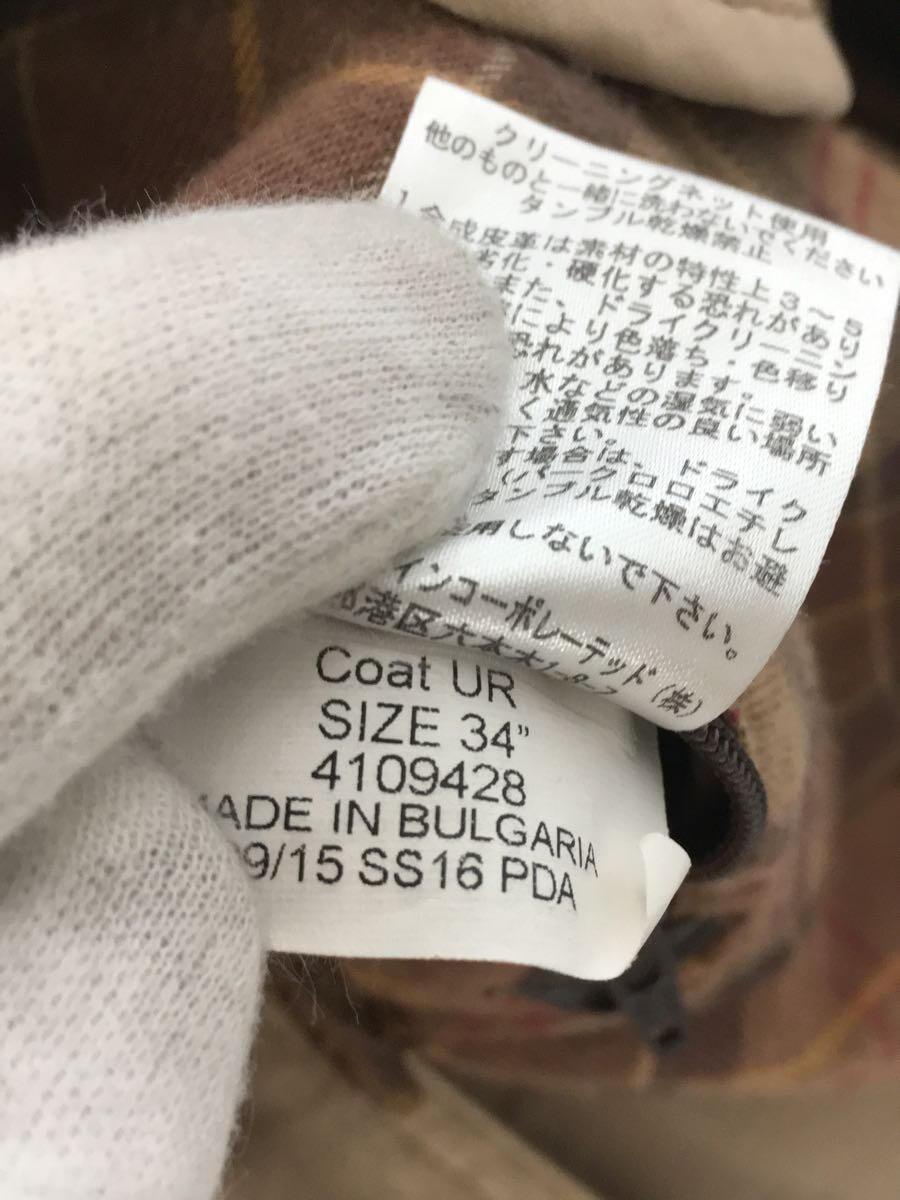 クリーニングネット使用
他のものと一緒に洗わないでください
タンブル乾燥禁止
1 合成皮革は素材の特性上3～5
劣化・硬化する恐れがあり
また、ドライクリーニン
により色落ち・色移り
恐れがあります。
水などの湿気に弱い
く通気性の良い場所
下さい。
す場合は、ドライク
(パークロロエチレ
タンブル乾燥はお避
用しないで下さい。
インコーポレーテッド(株)
港区六本木
Coat UR
SIZE 34"
4109428
MADE IN BULGARIA
9/15 SS16 PDA